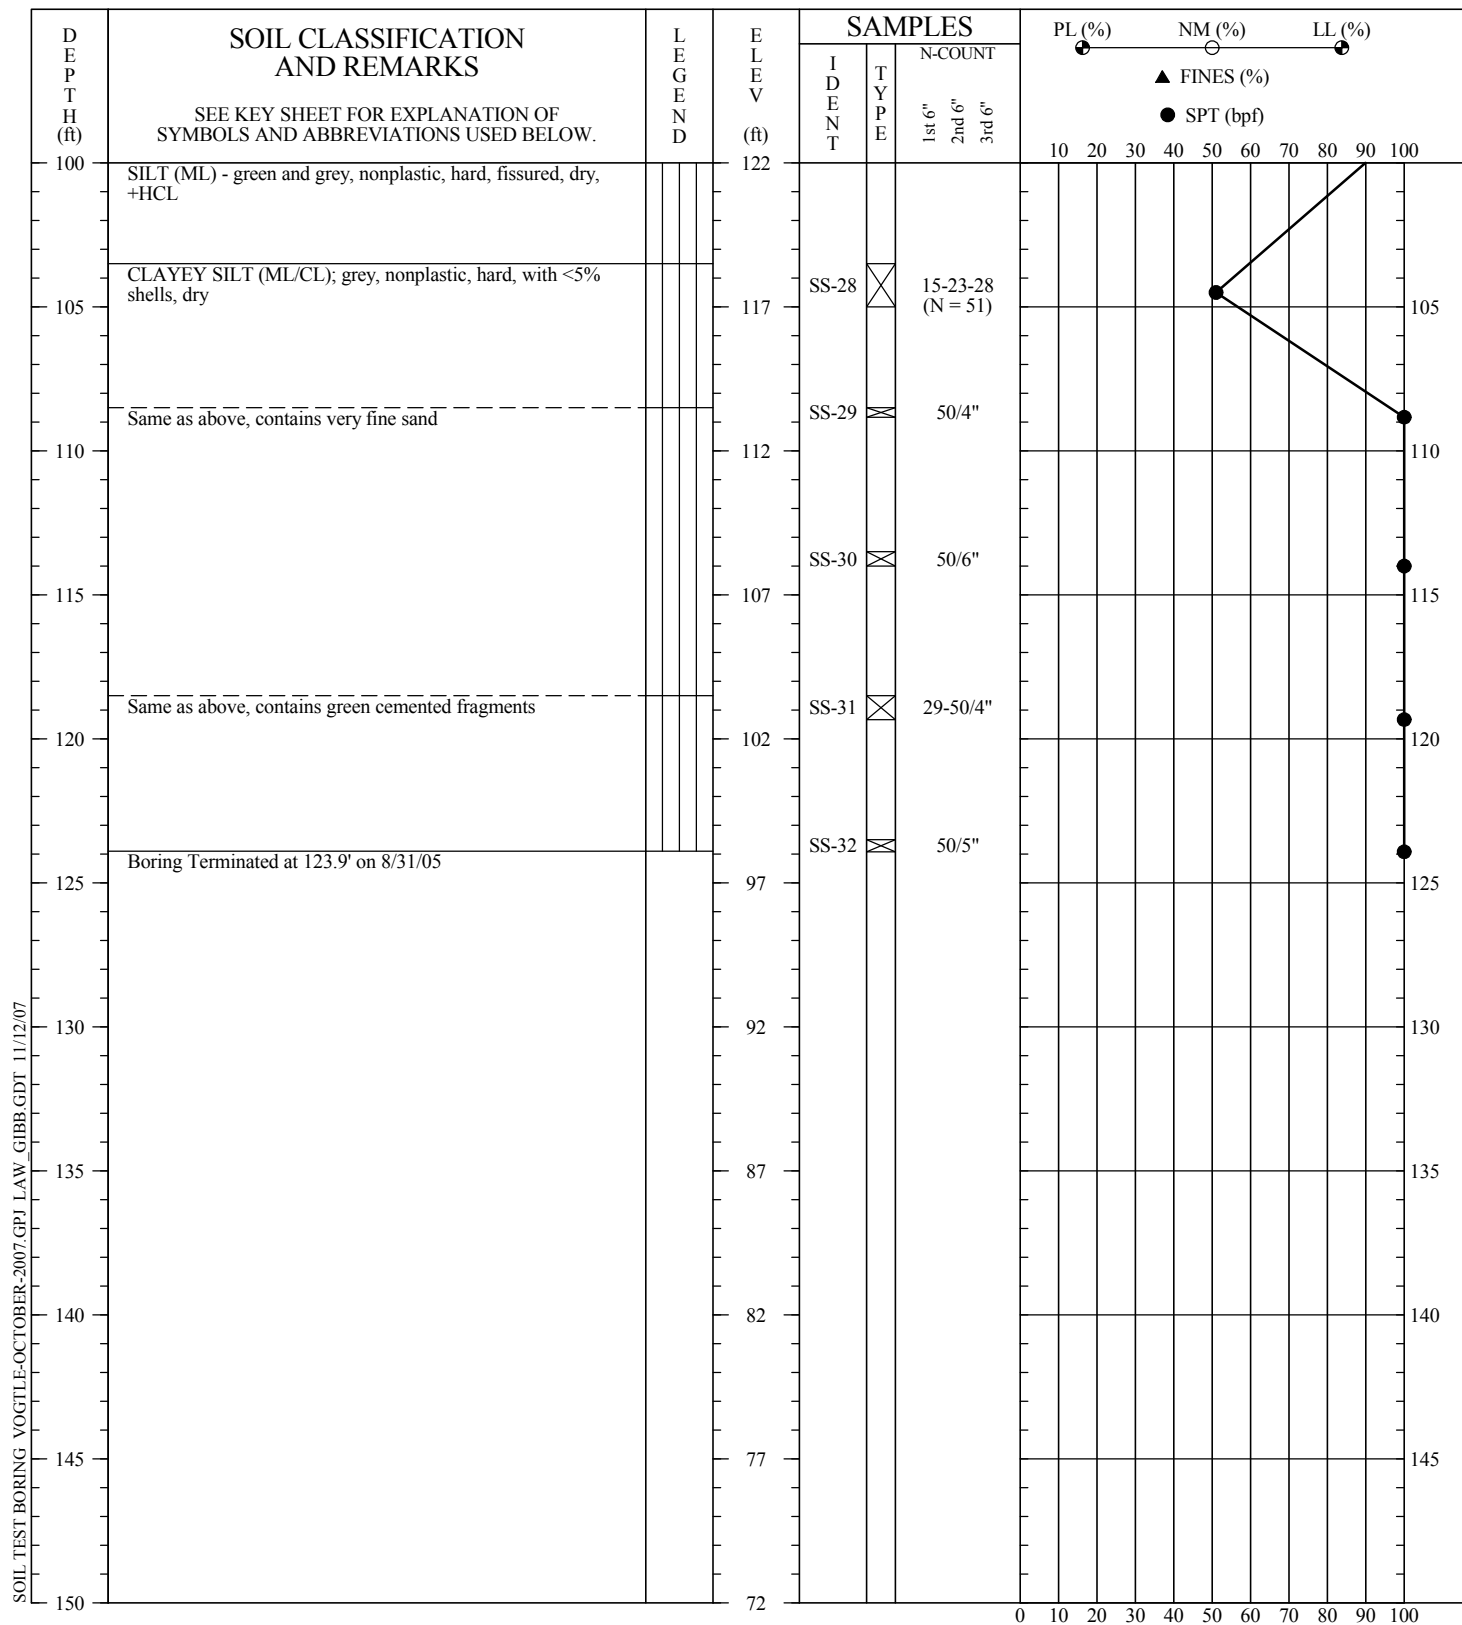 DEPTH
(ft)
SOIL CLASSIFICATION
AND REMARKS
SEE KEY SHEET FOR EXPLANATION OF
SYMBOLS AND ABBREVIATIONS USED BELOW.
LEGEND
ELEV
(ft)
SAMPLES
IDENT
TYPE
N-COUNT
1st 6"
2nd 6"
3rd 6"
PL (%) NM (%) LL (%)
FINES (%)
SPT (bpf)
10 20 30 40 50 60 70 80 90 100
100 122
SILT (ML) - green and grey, nonplastic, hard, fissured, dry,
+HCL
CLAYEY SILT (ML/CL); grey, nonplastic, hard, with <5%
shells, dry
SS-28 15-23-28
(N = 51)
105 117 105
Same as above, contains very fine sand
SS-29 50/4"
110 112 110
SS-30 50/6"
115 107 115
Same as above, contains green cemented fragments
SS-31 29-50/4"
120 102 120
SS-32 50/5"
Boring Terminated at 123.9' on 8/31/05
125 97 125
130 92 130
135 87 135
140 82 140
145 77 145
150 72
0 10 20 30 40 50 60 70 80 90 100
SOIL TEST BORING VOGTLE-OCTOBER-2007.GPJ LAW_GIBB.GDT 11/12/07